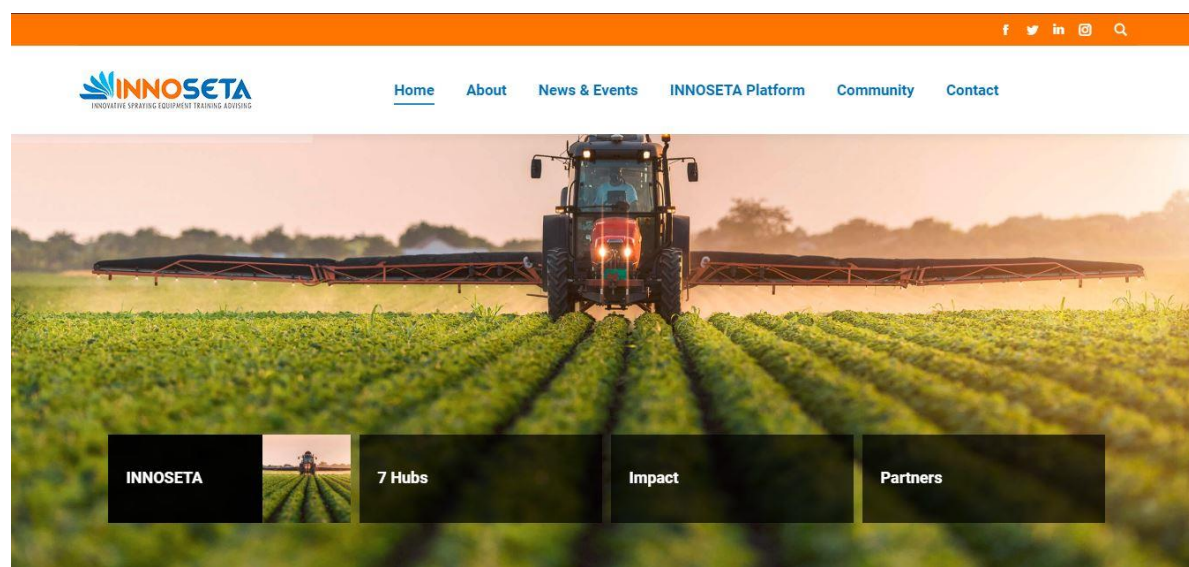 INNOSETA
INNOVATIVE SPRAYING EQUIPMENT TRAINING ADVISING
Home About News & Events INNOSETA Platform Community Contact
INNOSETA 7 Hubs Impact Partners